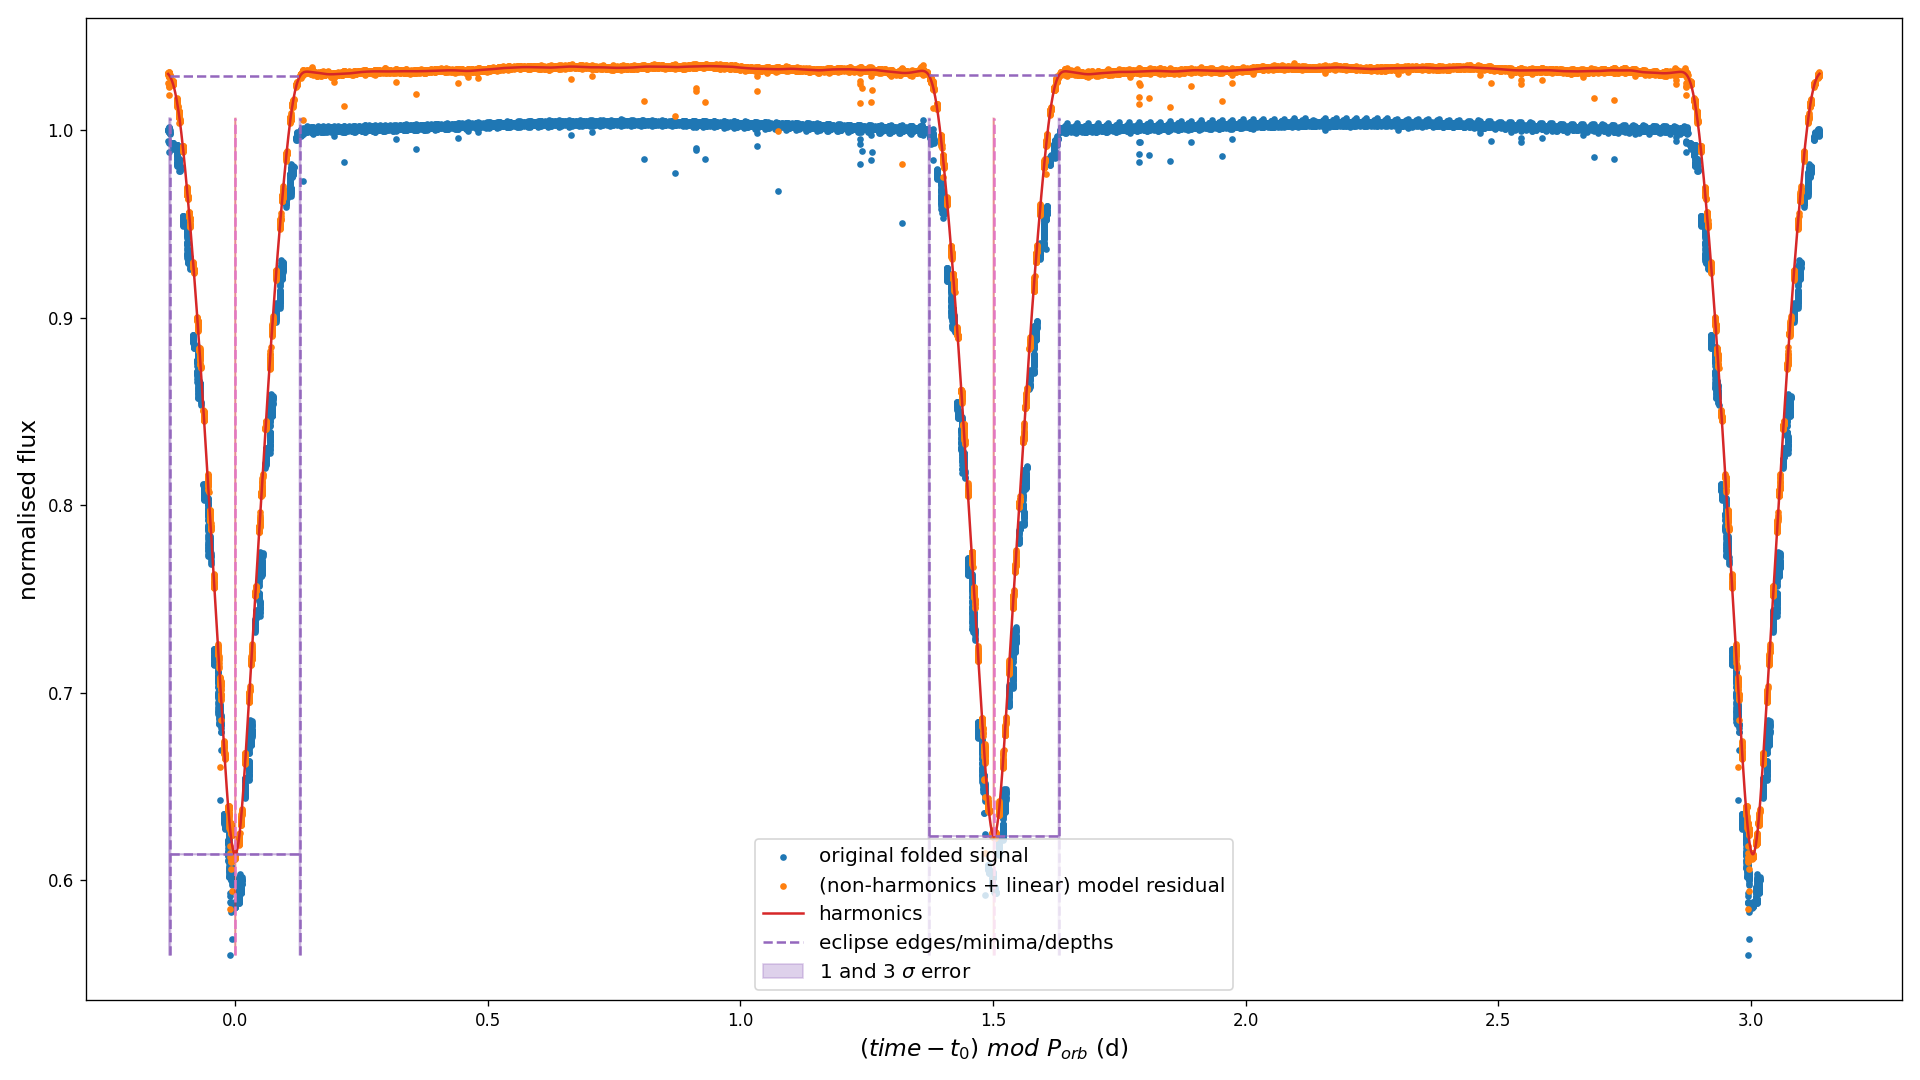 normalised flux
1.0
0.9
0.8
0.7
0.6
original folded signal
(non-harmonics + linear) model residual
harmonics
eclipse edges/minima/depths
1 and 3 σ error
0.0 0.5 1.0 1.5 2.0 2.5 3.0
(time − t₀) mod Pₒᵣb (d)